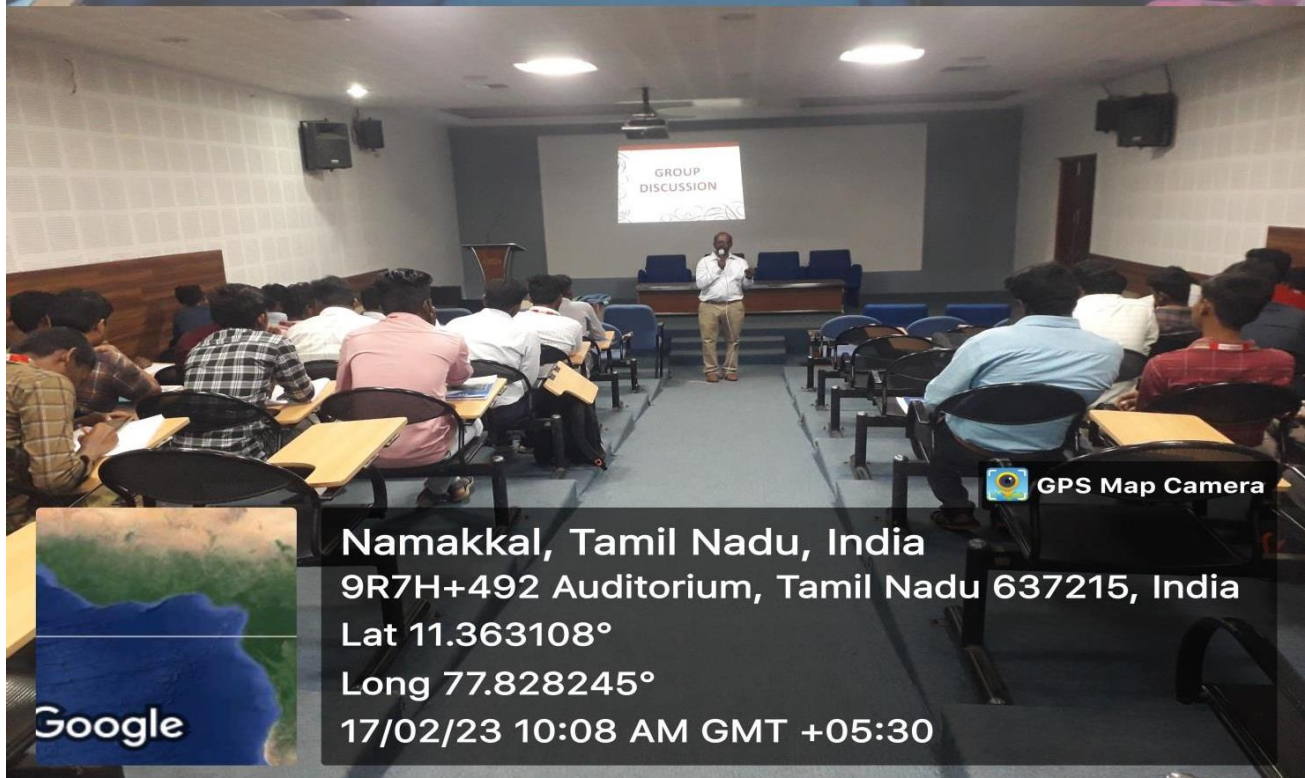 GROUP
DISCUSSION
GPS Map Camera
Namakkal, Tamil Nadu, India
9R7H+492 Auditorium, Tamil Nadu 637215, India
Lat 11.363108°
Long 77.828245°
17/02/23 10:08 AM GMT +05:30
Google